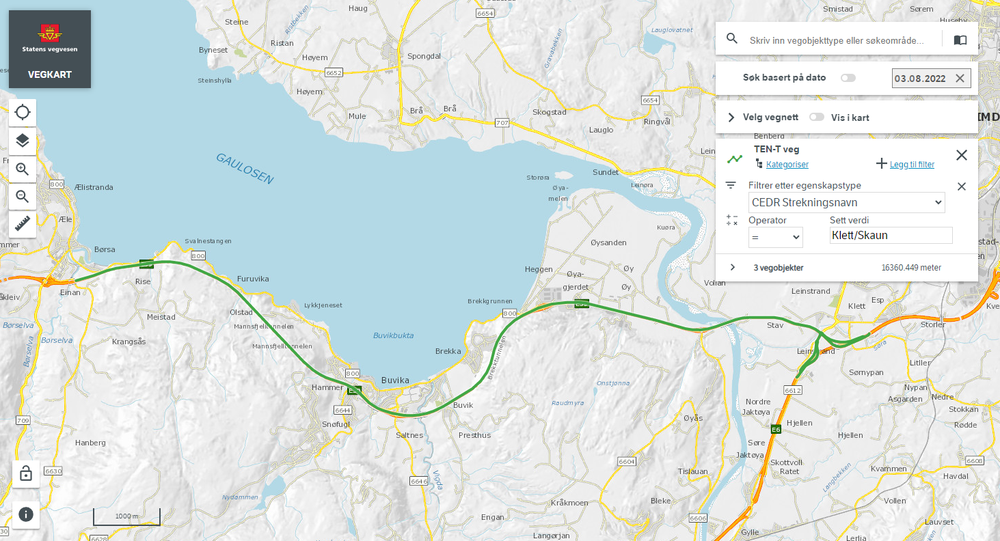 Statens vegvesen
VEGKART
Skriv inn vegobjekttype eller søkeområde...
Søk basert på dato
03.08.2022
Velg vegnett
Vis i kart
TEN-T veg
Kategoriser
Legg til filter
Filtrer etter egenskapstype
CEDR Strekningsnavn
Operator
Sett verdi
=
Klett/Skaun
3 vegobjekter
16360.449 meter
Haug
Smistad
Sørem
Huseby
6654
Steine
Ristbekken
Ristan
Lauglovatnet
Byneset
Høyem
Spongdal
Gravabekken
6652
Steinshylla
Høyem
Brå
Brå
6654
Mule
Skogstad
707
Ringvål
Lauglo
Benberg
GAULOSEN
Sundet
Storøra
Leinøra
Øya-
melen
800
Ælistranda
Æle
Kuøra
Svalnestangen
Øysanden
Børsa
800
Heggen
Øya-
gjerdet
Øy
Øy
Rise
Furuvika
Einan
Brekkgrunnen
Leinstrand
Klett
Esp
Lykkjeneset
800
Olstad
Meistad
Mannsfjelltunnelen
Stav
Storler
Børselva
Børselva
Børselva
Krangsås
Buvikbukta
Mannsfjelltunnelen
Brekka
Brekktunnelen
Leinstrand
Søra
Litller
800
Buvika
Sørnypan
Hammer
Onstjønna
6612
Nypan
Asgarden
Nedre
Stokkan
6644
Buvik
Raudmyra
Nordre
Jaktøya
709
Snøfugl
Øyås
Hjellen
Rødde
Saltnes
Presthus
E6
Hjellen
Hanberg
Søre
Jaktøya
6604
Skottvoll
Ratet
6608
6630
Tislauan
Kvammen
Havdal
6646
Vigda
Langbekken
Nydammen
Kråkmoen
Bleke
Vollen
1000 m
Engan
6606
Lauvset
Langørjan
Gylle
Lerlia
6628